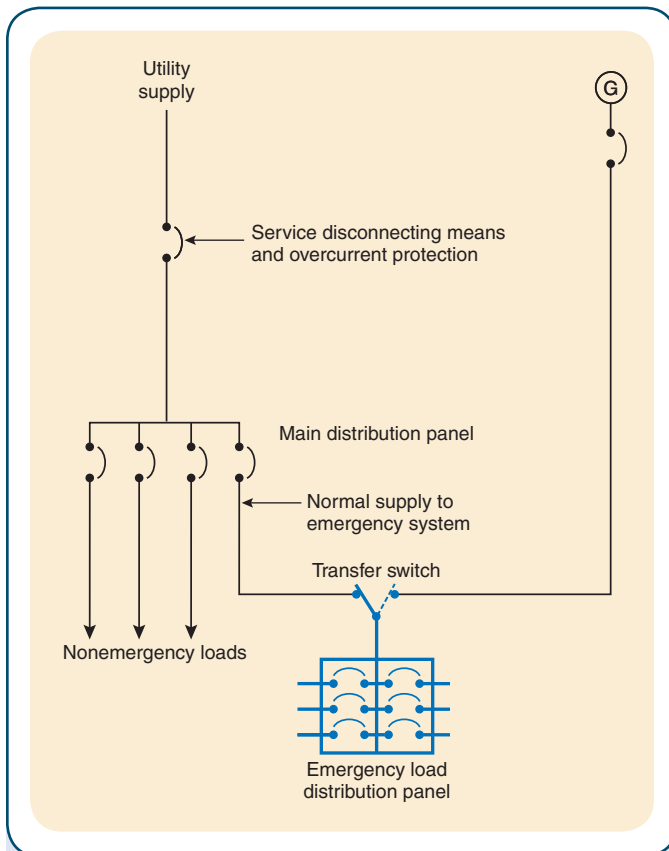 Utility
supply
G
Service disconnecting means
and overcurrent protection
Main distribution panel
Normal supply to
emergency system
Transfer switch
Nonemergency loads
Emergency load
distribution panel